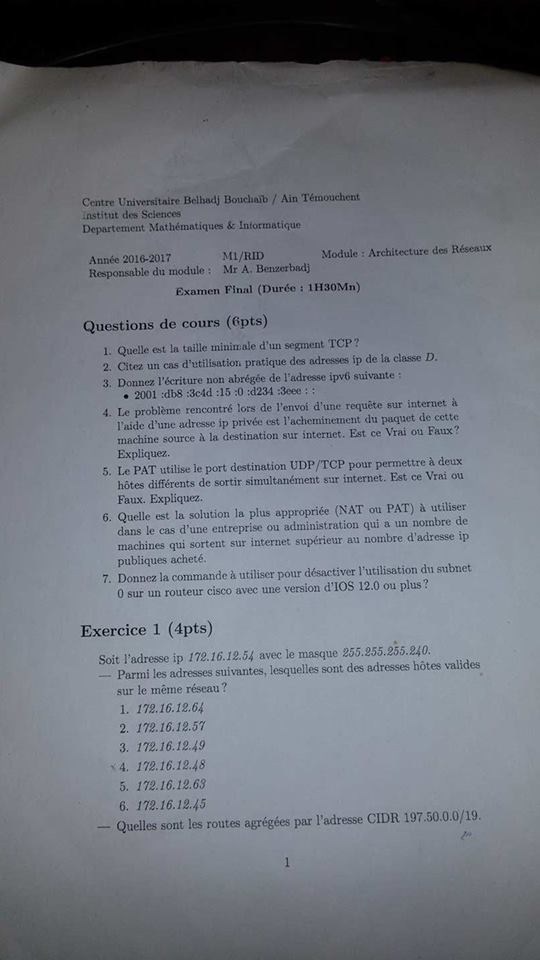 Centre Universitaire Belhadj Bouchaïb / Ain Témouchent
Institut des Sciences
Departement Mathématiques & Informatique
Année 2016-2017 M1/RID Module : Architecture des Réseaux
Responsable du module : Mr A. Benzerbadj
Examen Final (Durée : 1H30Mn)
Questions de cours (6pts)
1. Quelle est la taille minimale d'un segment TCP ?
2. Citez un cas d'utilisation pratique des adresses ip de la classe D.
3. Donnez l'écriture non abrégée de l'adresse ipv6 suivante :
• 2001 :db8 :3c4d :15 :0 :d234 :3eee : :
4. Le problème rencontré lors de l'envoi d'une requête sur internet à
l'aide d'une adresse ip privée est l'acheminement du paquet de cette
machine source à la destination sur internet. Est ce Vrai ou Faux ?
Expliquez.
5. Le PAT utilise le port destination UDP/TCP pour permettre à deux
hôtes différents de sortir simultanément sur internet. Est ce Vrai ou
Faux. Expliquez.
6. Quelle est la solution la plus appropriée (NAT ou PAT) à utiliser
dans le cas d'une entreprise ou administration qui a un nombre de
machines qui sortent sur internet supérieur au nombre d'adresse ip
publiques acheté.
7. Donnez la commande à utiliser pour désactiver l'utilisation du subnet
0 sur un routeur cisco avec une version d'IOS 12.0 ou plus ?
Exercice 1 (4pts)
Soit l'adresse ip 172.16.12.54 avec le masque 255.255.255.240.
— Parmi les adresses suivantes, lesquelles sont des adresses hôtes valides
sur le même réseau ?
1. 172.16.12.64
2. 172.16.12.57
3. 172.16.12.49
4. 172.16.12.48
5. 172.16.12.63
6. 172.16.12.45
— Quelles sont les routes agrégées par l'adresse CIDR 197.50.0.0/19.
1